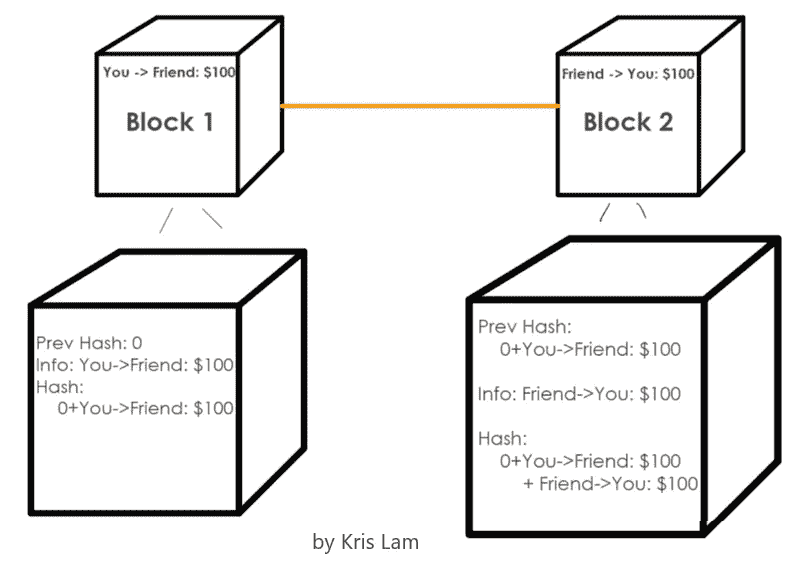 You -> Friend: $100
Block 1
Friend -> You: $100
Block 2
Prev Hash: 0
Info: You->Friend: $100
Hash:
0+You->Friend: $100
Prev Hash:
0+You->Friend: $100
Info: Friend->You: $100
Hash:
0+You->Friend: $100
+ Friend->You: $100
by Kris Lam